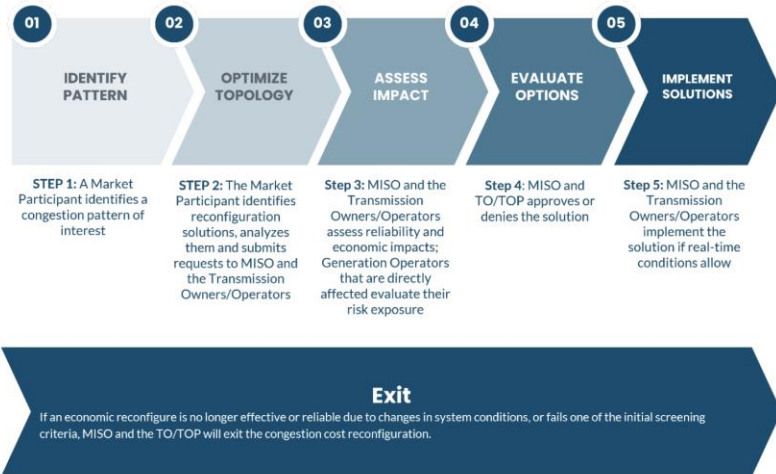 01
02
03
04
05
IDENTIFY
PATTERN
OPTIMIZE
TOPOLOGY
ASSESS
IMPACT
EVALUATE
OPTIONS
IMPLEMENT
SOLUTIONS
STEP 1: A Market
Participant identifies a
congestion pattern of
interest
STEP 2: The Market
Participant identifies
reconfiguration
solutions, analyzes
them and submits
requests to MISO and
the Transmission
Owners/Operators
Step 3: MISO and the
Transmission
Owners/Operators
assess reliability and
economic impacts;
Generation Operators
that are directly
affected evaluate their
risk exposure
Step 4: MISO and
TO/TOP approves or
denies the solution
Step 5: MISO and the
Transmission
Owners/Operators
implement the
solution if real-time
conditions allow
Exit
If an economic reconfigure is no longer effective or reliable due to changes in system conditions, or fails one of the initial screening
criteria, MISO and the TO/TOP will exit the congestion cost reconfiguration.